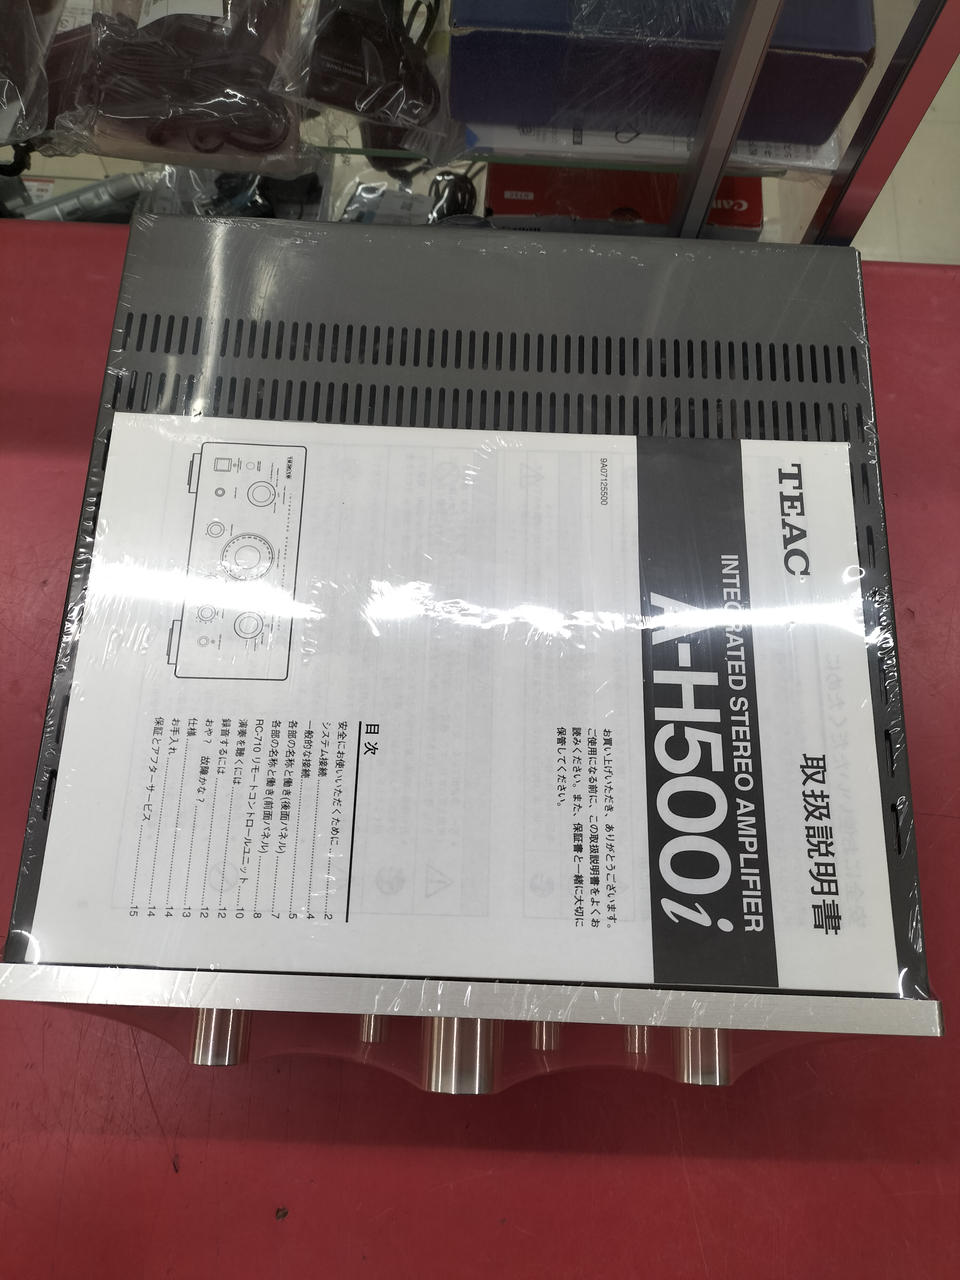 TEAC
取扱説明書
INTEGRATED STEREO AMPLIFIER
A-H500i
9A07125500
お買い上げいただき、ありがとうございます。
ご使用になる前に、この取扱説明書をよくお
読みください。また、保証書と一緒に大切に
保管してください。
目次
安全にお使いいただくために......2
システム接続
一般的な接続......4
各部の名称と働き(後面パネル)......5
各部の名称と働き(前面パネル)......7
RC-710 リモートコントロールユニット......8
演奏を聴くには......10
録音するには......12
おや？ 故障かな？......12
仕様......13
お手入れ......14
保証とアフターサービス......14
15
TEAC
Canon